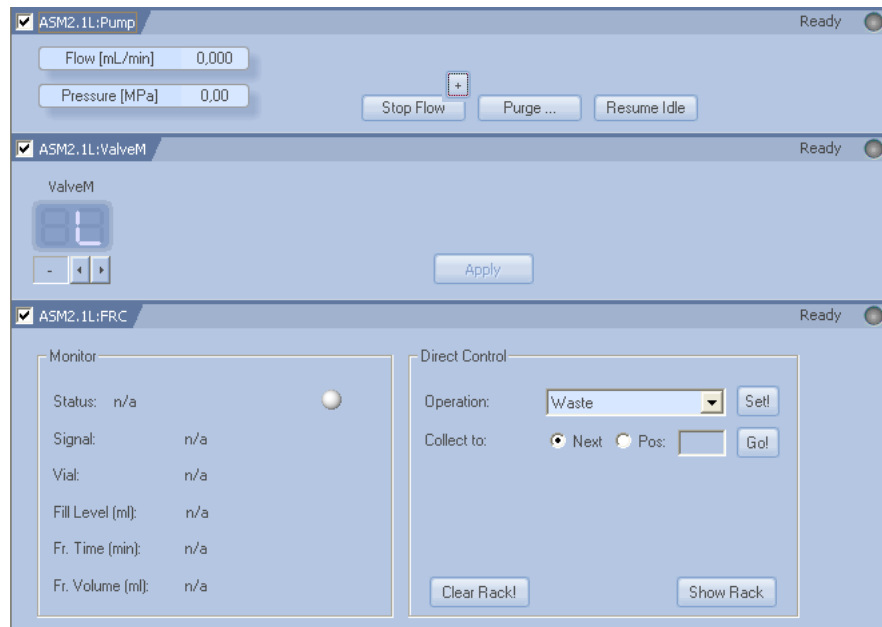 ASM2.1L:Pump Ready
Flow [mL/min] 0,000
Pressure [MPa] 0,00
+
Stop Flow Purge ... Resume Idle
ASM2.1L:ValveM Ready
ValveM
L
-
Apply
ASM2.1L:FRC Ready
Monitor
Status: n/a
Signal: n/a
Vial: n/a
Fill Level (ml): n/a
Fr. Time (min): n/a
Fr. Volume (ml): n/a
Direct Control
Operation: Waste Set!
Collect to: Next Pos: Go!
Clear Rack! Show Rack